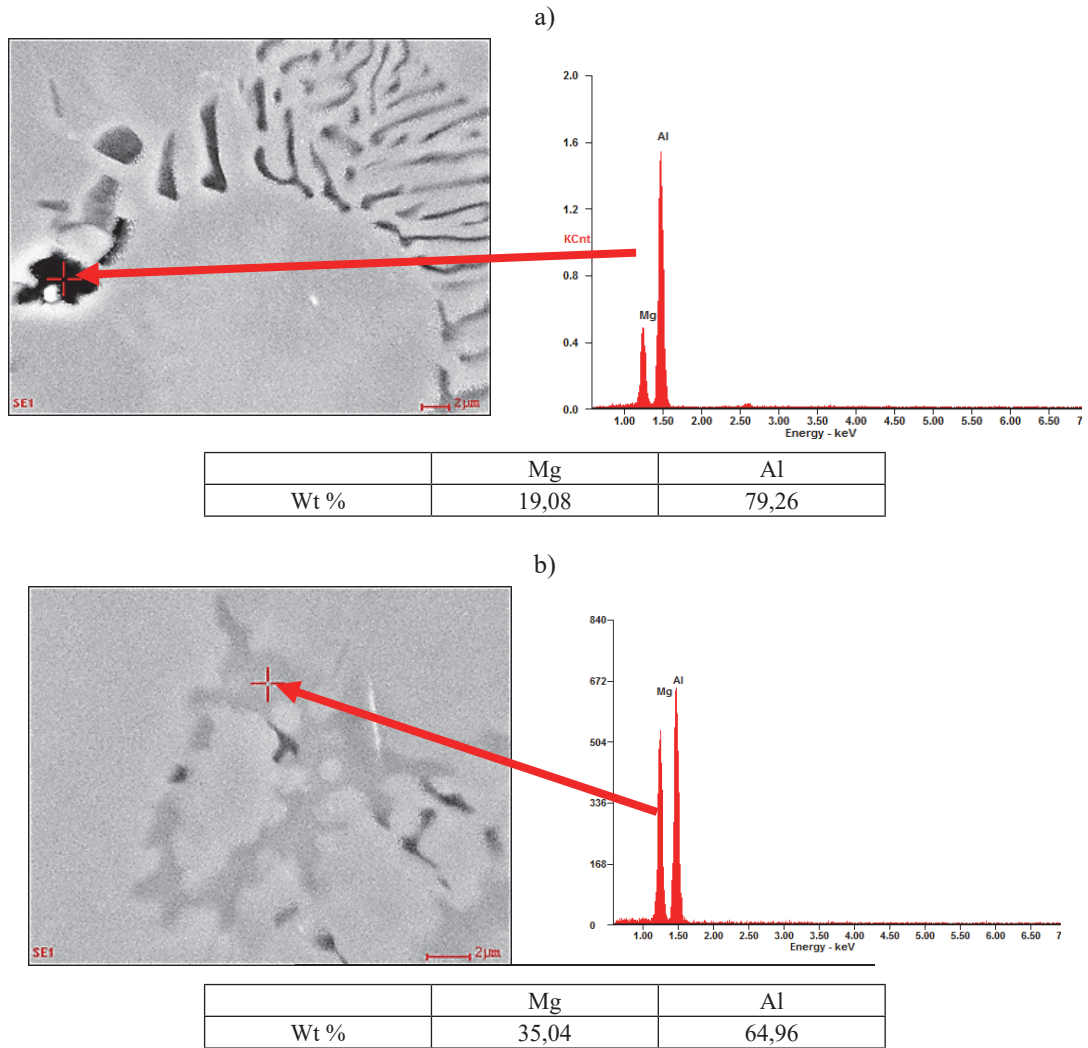 a)
2.0
1.6
1.2
KCnt
0.8
0.4
0.0
Al
Mg
1.00 1.50 2.00 2.50 3.00 3.50 4.00 4.50 5.00 5.50 6.00 6.50 7
Energy - keV
SE1
2µm
Mg Al
Wt % 19,08 79,26
b)
840
672
504
336
168
0
Al
Mg
1.00 1.50 2.00 2.50 3.00 3.50 4.00 4.50 5.00 5.50 6.00 6.50 7
Energy - keV
SE1
2µm
Mg Al
Wt % 35,04 64,96